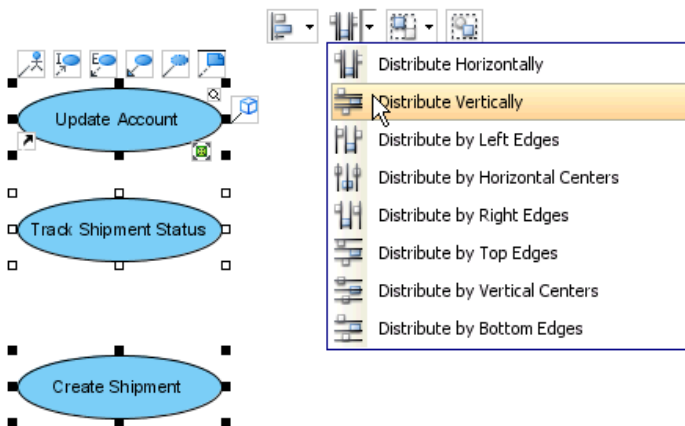 Distribute Horizontally
Update Account
Distribute Vertically
Distribute by Left Edges
Distribute by Horizontal Centers
Track Shipment Status
Distribute by Right Edges
Distribute by Top Edges
Distribute by Vertical Centers
Distribute by Bottom Edges
Create Shipment